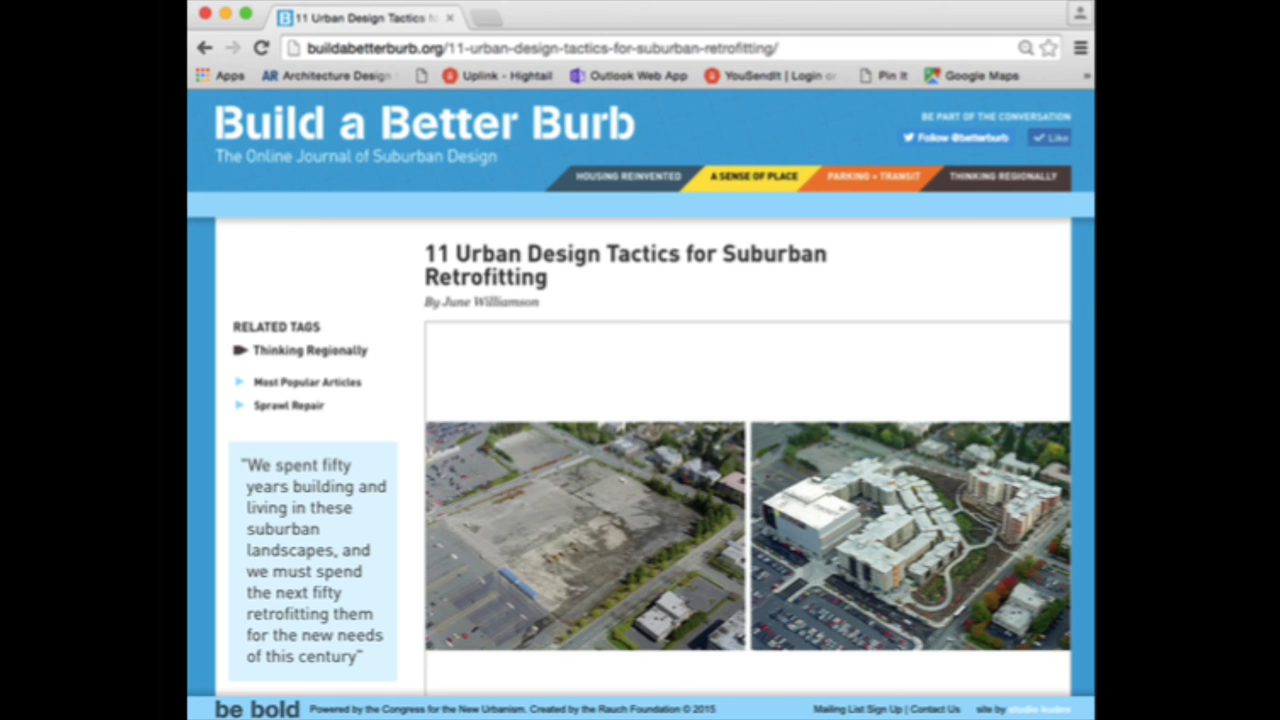 11 Urban Design Tactics fo
buildabetterburb.org/11-urban-design-tactics-for-suburban-retrofitting/
Apps
Architecture Design
Uplink - Hightail
Outlook Web App
YouSendIt | Login or
Pin It
Google Maps
Build a Better Burb
The Online Journal of Suburban Design
BE PART OF THE CONVERSATION
Follow @betterburb
Like
HOUSING REINVENTED
A SENSE OF PLACE
PARKING + TRANSIT
THINKING REGIONALLY
11 Urban Design Tactics for Suburban
Retrofitting
By June Williamson
RELATED TAGS
Thinking Regionally
Most Popular Articles
Sprawl Repair
"We spent fifty
years building and
living in these
suburban
landscapes, and
we must spend
the next fifty
retrofitting them
for the new needs
of this century"
be bold
Powered by the Congress for the New Urbanism. Created by the Rauch Foundation © 2015
Mailing List Sign Up | Contact Us
site by studio